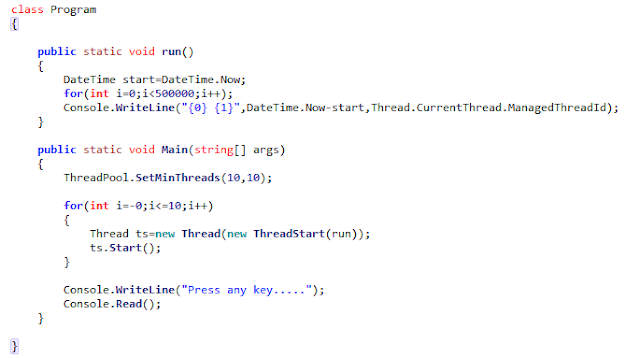 class Program
{
public static void run()
{
DateTime start=DateTime.Now;
for(int i=0;i<500000;i++);
Console.WriteLine("{0} {1}",DateTime.Now-start,Thread.CurrentThread.ManagedThreadId);
}
public static void Main(string[] args)
{
ThreadPool.SetMinThreads(10,10);
for(int i=-0;i<=10;i++)
{
Thread ts=new Thread(new ThreadStart(run));
ts.Start();
}
Console.WriteLine("Press any key.....");
Console.Read();
}
}